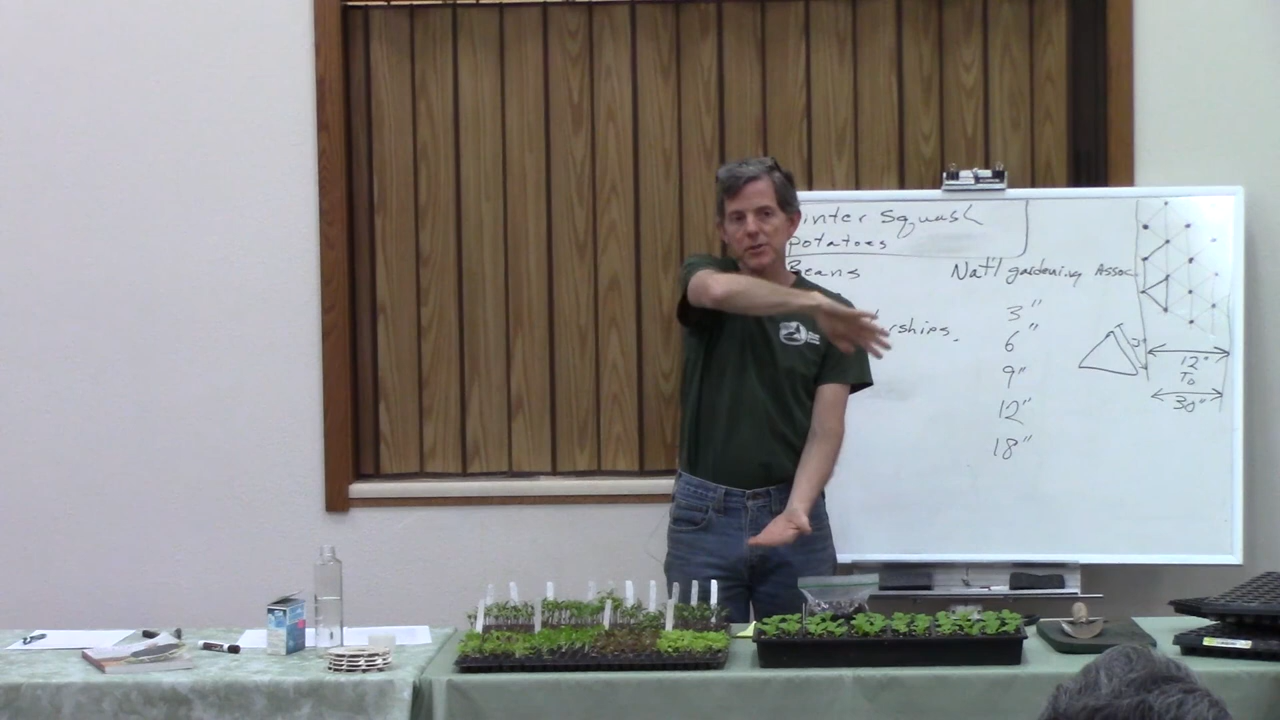 inter Squash
Potatoes
Beans
rships.
Nat'l gardening Assoc.
3"
6"
9"
12"
18"
12"
To
30"